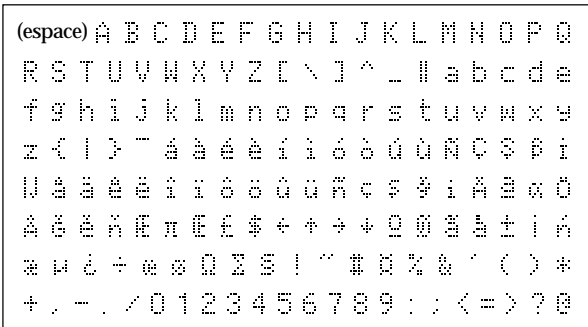 (espace) A B C D E F G H I J K L M N O P Q
R S T U V W X Y Z [ \ ] ^ _ ‖ a b c d e
f g h i j k l m n o p q r s t u v w x y
z { | } ¯ á à é è í ì ó ò ú ù Ñ Ç Ş β İ
â ä ê ë î ï ô ö û ü ñ ç ş ı Ä α Ö
ě Æ π Œ £ $ ← ↑ → ↓ ± ¡
æ µ ¿ ÷ ø Ω Σ § ! ¨ # ¤ % & ´ ( ) *
+ , - . / 0 1 2 3 4 5 6 7 8 9 : ; < = > ? @